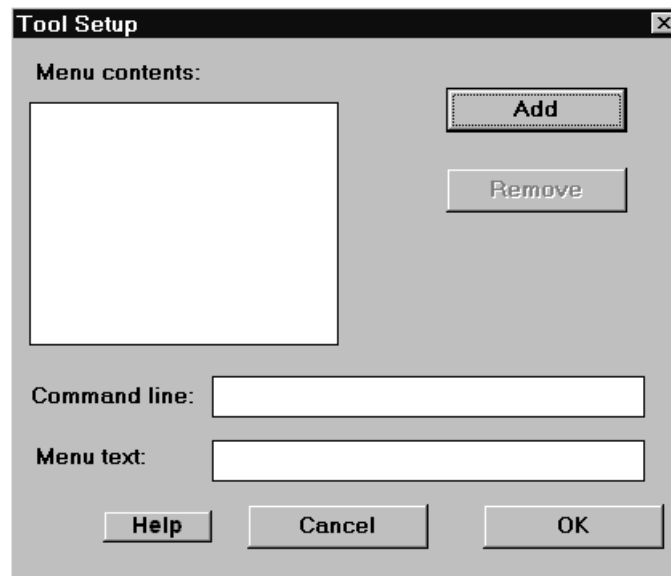 Tool Setup
Menu contents:
Add
Remove
Command line:
Menu text:
Help Cancel OK